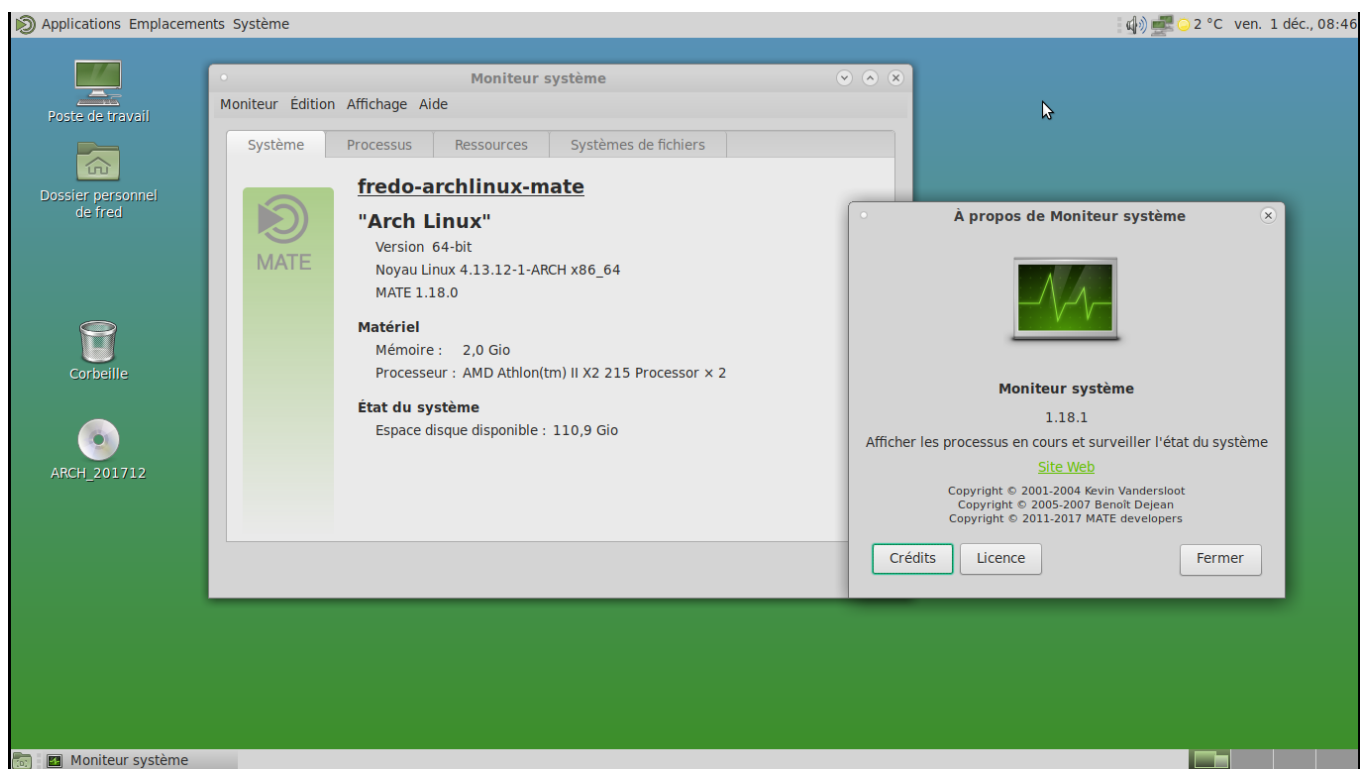 Applications Emplacements Système
2 °C ven. 1 déc., 08:46
Poste de travail
Dossier personnel
de fred
Corbeille
ARCH_201712
Moniteur système
Moniteur Édition Affichage Aide
Système Processus Ressources Systèmes de fichiers
MATE
fredo-archlinux-mate
"Arch Linux"
Version 64-bit
Noyau Linux 4.13.12-1-ARCH x86_64
MATE 1.18.0
Matériel
Mémoire : 2,0 Gio
Processeur : AMD Athlon(tm) II X2 215 Processor × 2
État du système
Espace disque disponible : 110,9 Gio
À propos de Moniteur système
Moniteur système
1.18.1
Afficher les processus en cours et surveiller l'état du système
Site Web
Copyright © 2001-2004 Kevin Vandersloot
Copyright © 2005-2007 Benoît Dejean
Copyright © 2011-2017 MATE developers
Crédits Licence Fermer
Moniteur système